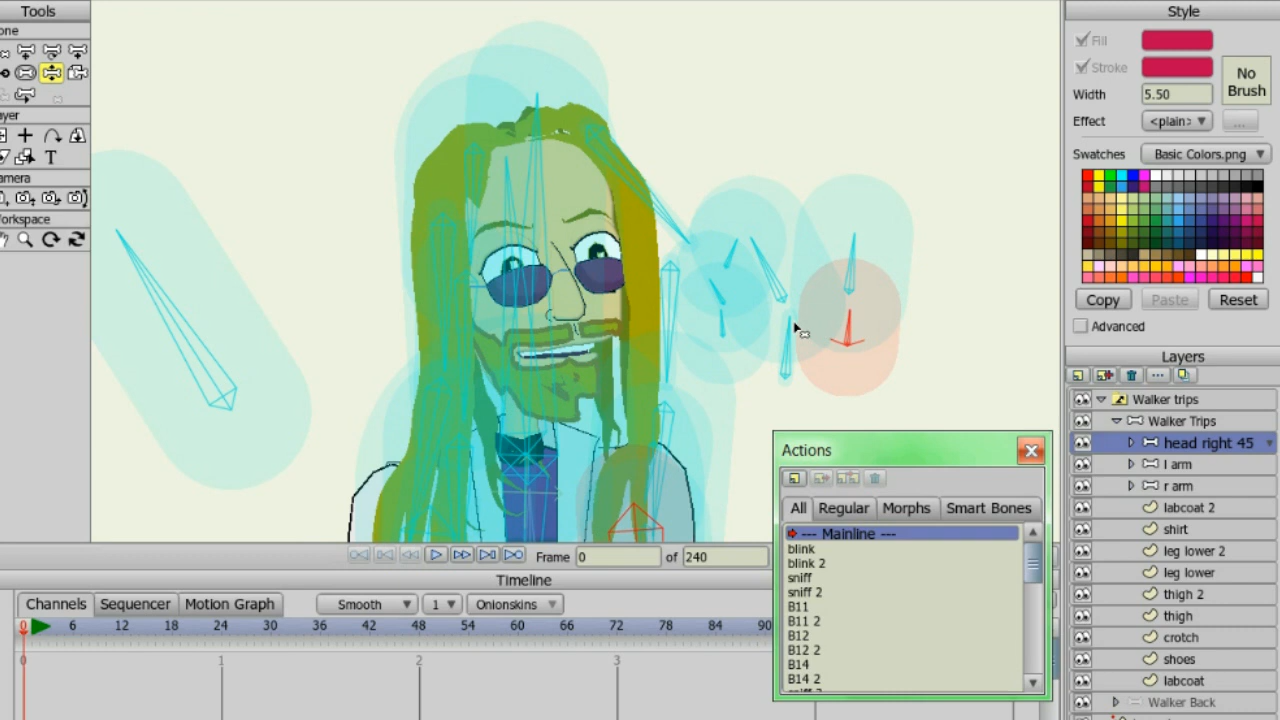 Tools
one
ayer
T
amera
orkspace
Style
Fill
Stroke
Width
5.50
No
Brush
Effect
<plain>
...
Swatches
Basic Colors.png
Copy
Paste
Reset
Advanced
Layers
Walker trips
Walker Trips
head right 45
l arm
r arm
labcoat 2
shirt
leg lower 2
leg lower
thigh 2
thigh
crotch
shoes
labcoat
Walker Back
Actions
All
Regular
Morphs
Smart Bones
--- Mainline ---
blink
blink 2
sniff
sniff 2
B11
B11 2
B12
B12 2
B14
B14 2
Frame
0
of
240
Timeline
Channels
Sequencer
Motion Graph
Smooth
1
Onionskins
0 6 12 18 24 30 36 42 48 54 60 66 72 78 84 90
0 1 2 3